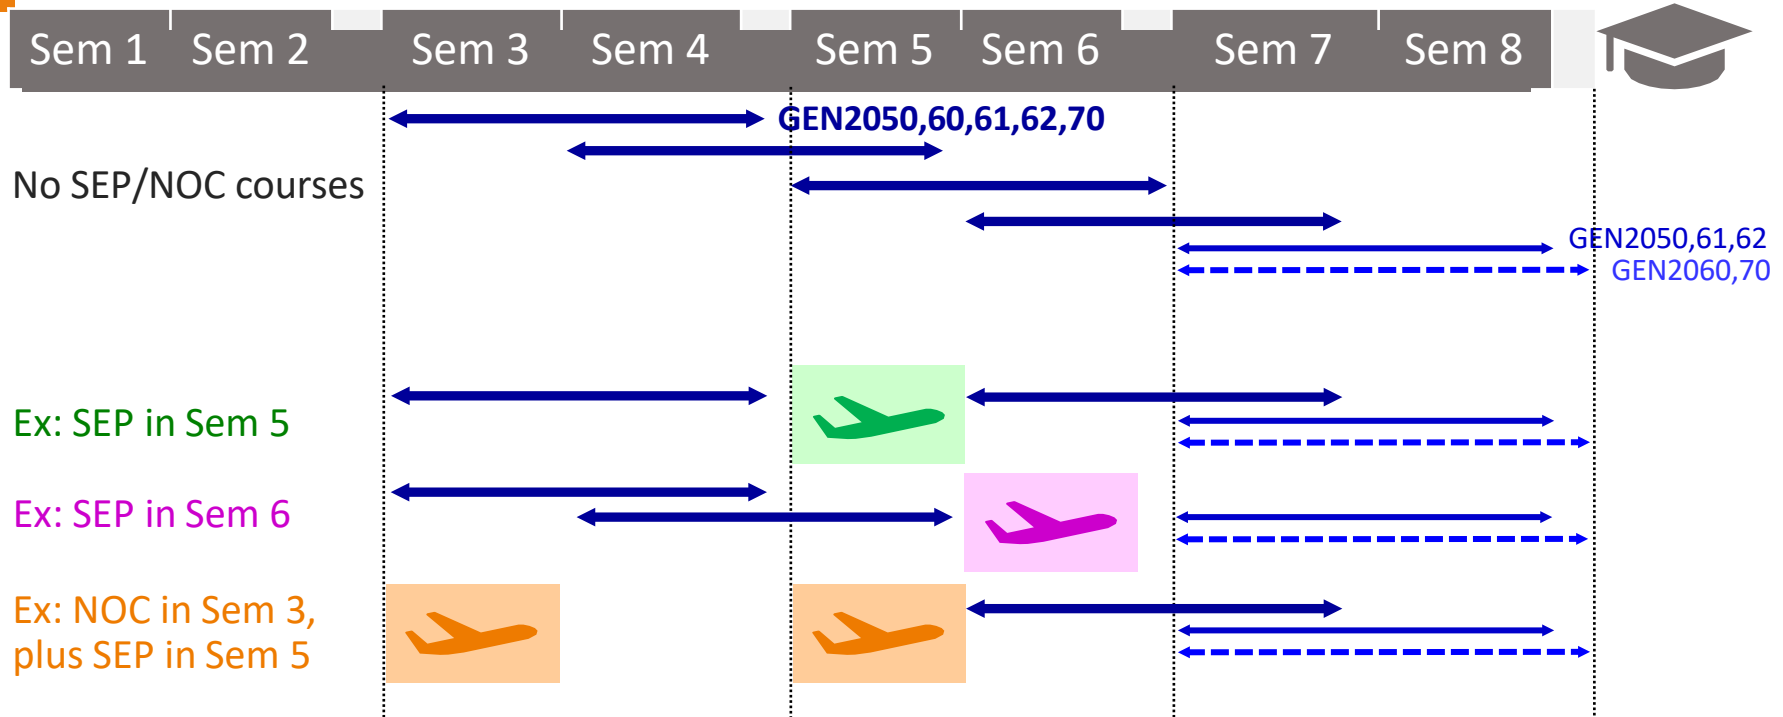 Sem 1 Sem 2 Sem 3 Sem 4 Sem 5 Sem 6 Sem 7 Sem 8
GEN2050,60,61,62,70
No SEP/NOC courses
GEN2050,61,62
GEN2060,70
Ex: SEP in Sem 5
Ex: SEP in Sem 6
Ex: NOC in Sem 3,
plus SEP in Sem 5